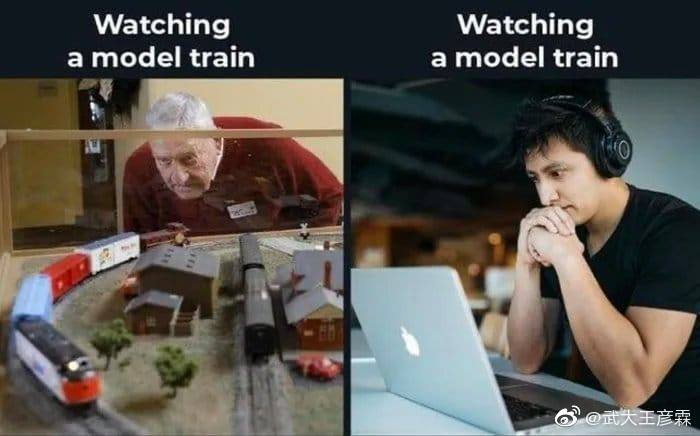 Watching
a model train
Watching
a model train
@武大王彦霖